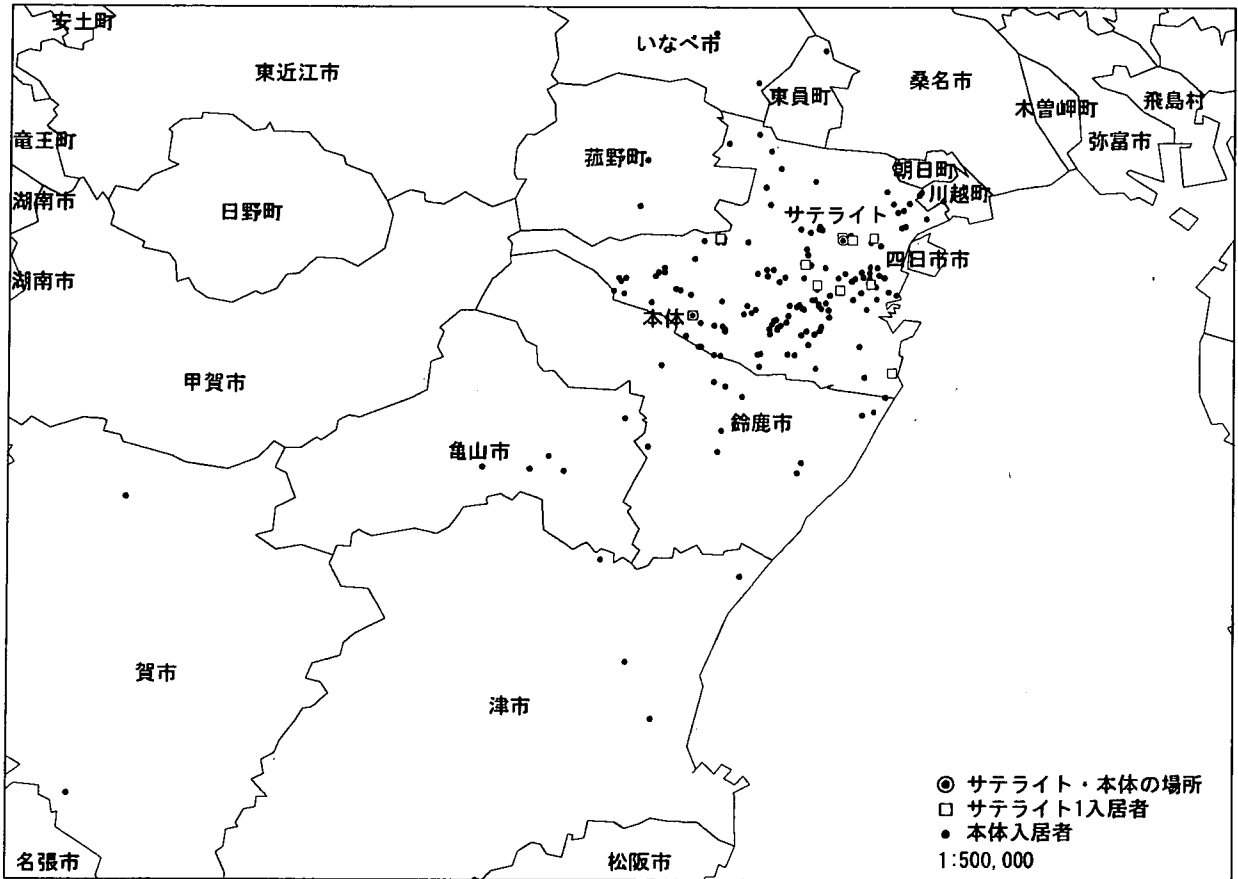 安土町
いなべ市
東近江市
桑名市
東員町
木曽岬町
飛島村
竜王町
弥富市
菰野町
朝日町
湖南市
川越町
日野町
サテライト
四日市市
湖南市
本体
甲賀市
鈴鹿市
亀山市
賀市
津市
サテライト・本体の場所
サテライト1入居者
本体入居者
名張市
松阪市
1:500,000